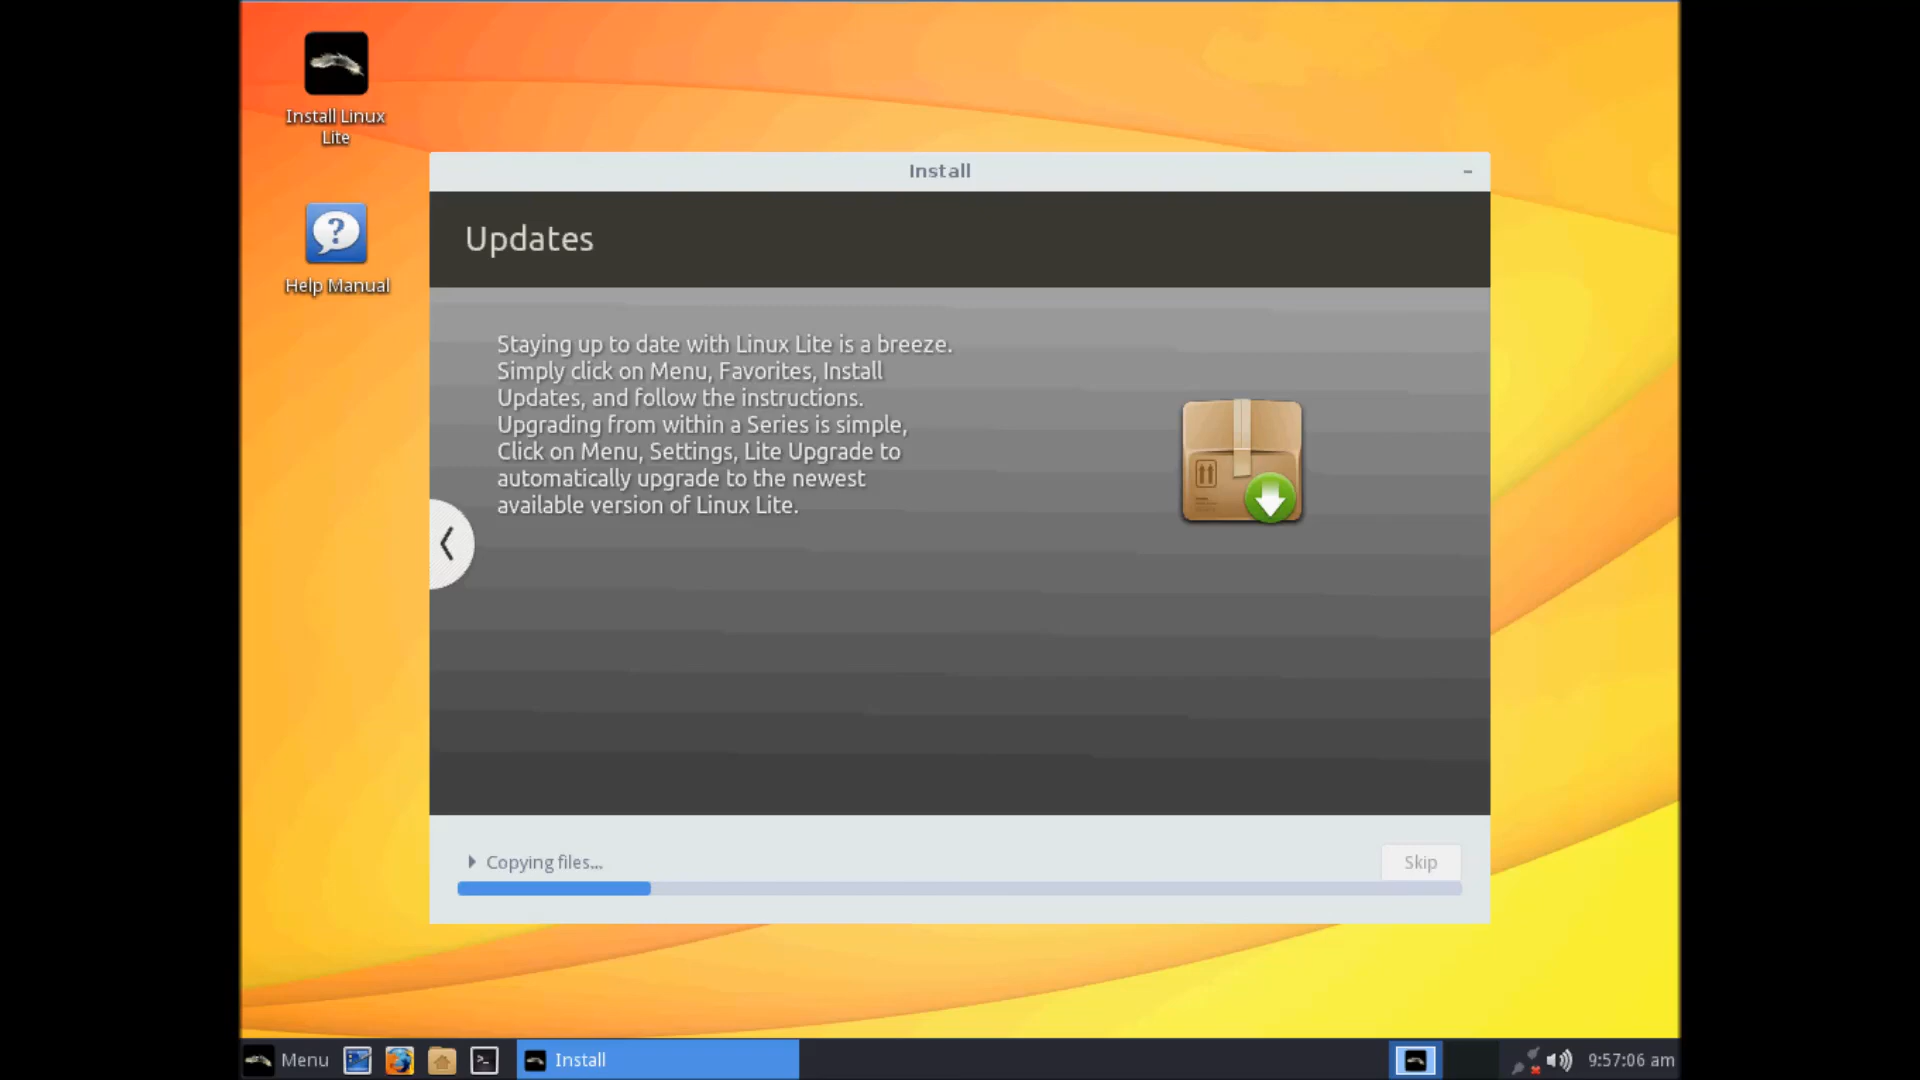 Install Linux
Lite
Help Manual
Install
Updates
Staying up to date with Linux Lite is a breeze.
Simply click on Menu, Favorites, Install
Updates, and follow the instructions.
Upgrading from within a Series is simple,
Click on Menu, Settings, Lite Upgrade to
automatically upgrade to the newest
available version of Linux Lite.
Copying files...
Skip
Menu
Install
9:57:06 am